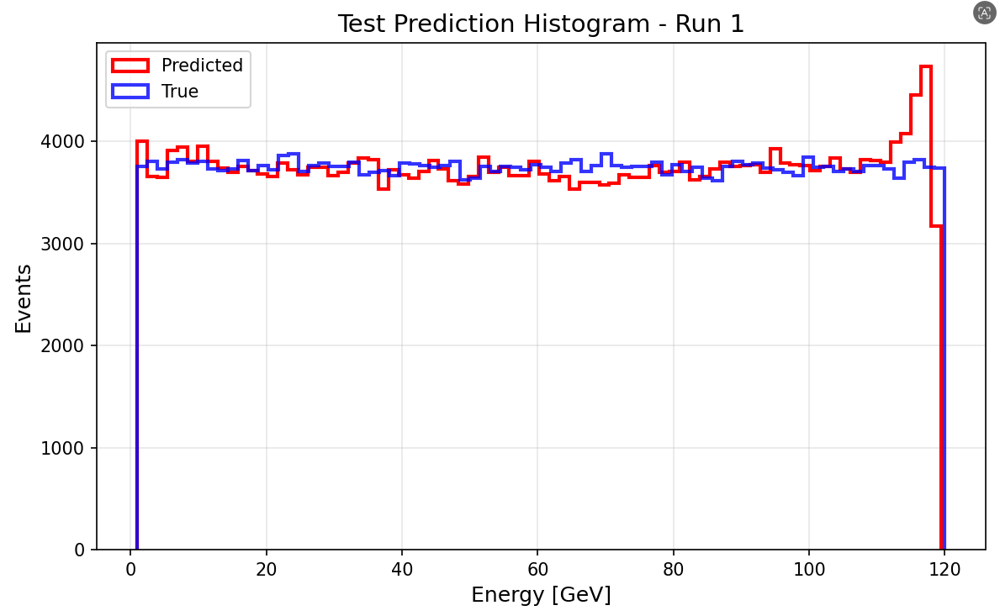 Test Prediction Histogram - Run 1
Predicted
True
4000
3000
2000
1000
0
Events
0 20 40 60 80 100 120
Energy [GeV]